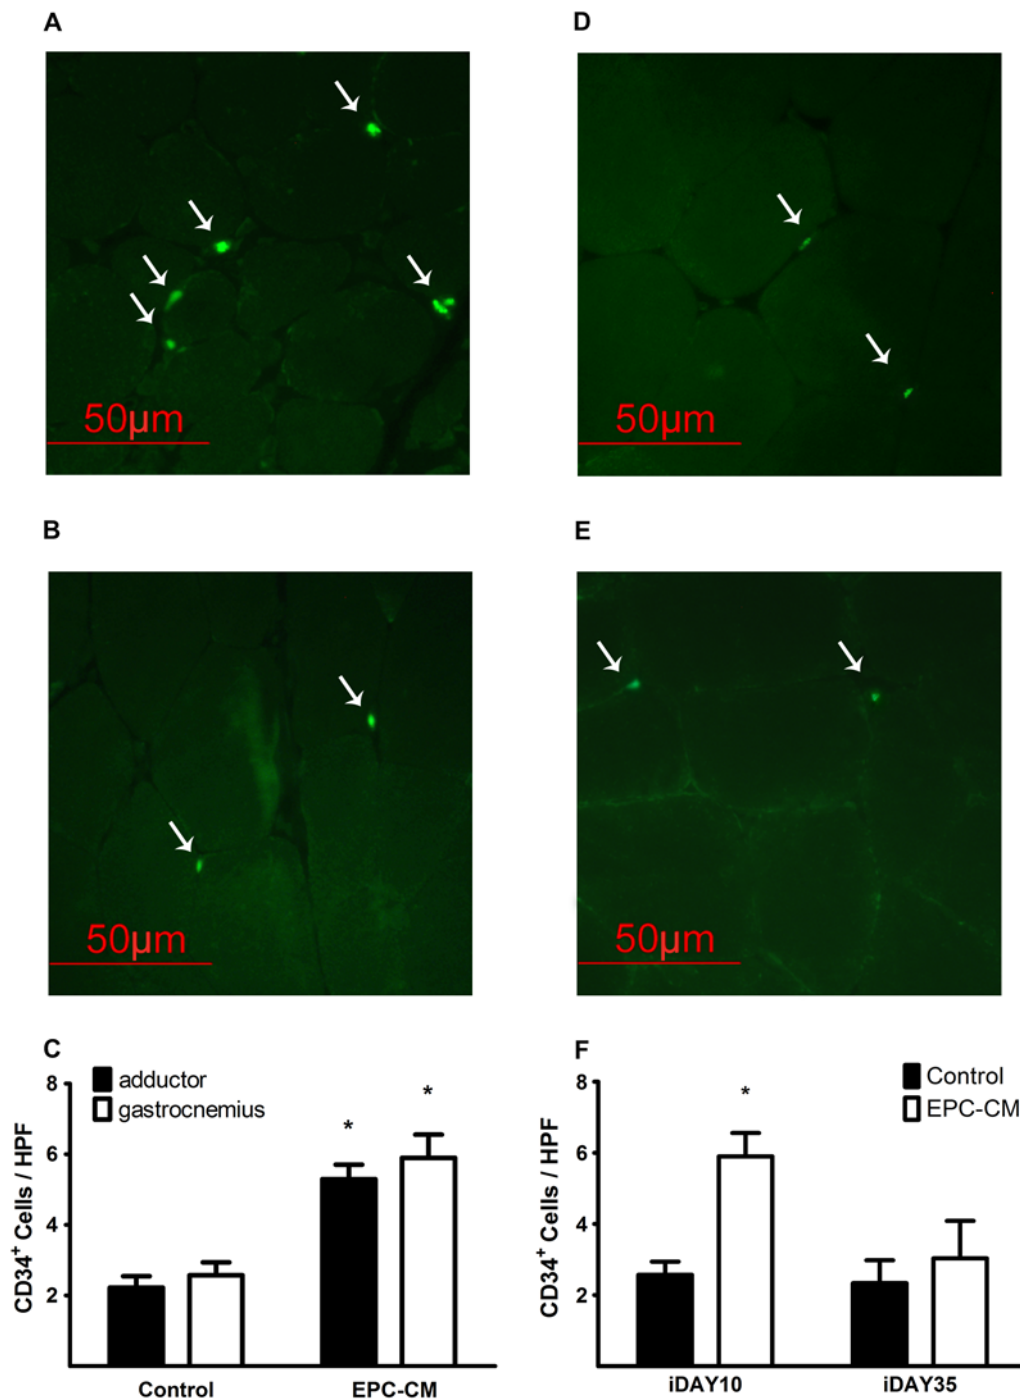 A
50µm
D
50µm
B
50µm
E
50µm
C
adductor
gastrocnemius
CD34+ Cells / HPF
8
6
4
2
*
*
Control
EPC-CM
F
Control
EPC-CM
CD34+ Cells / HPF
8
6
4
2
*
iDAY10
iDAY35